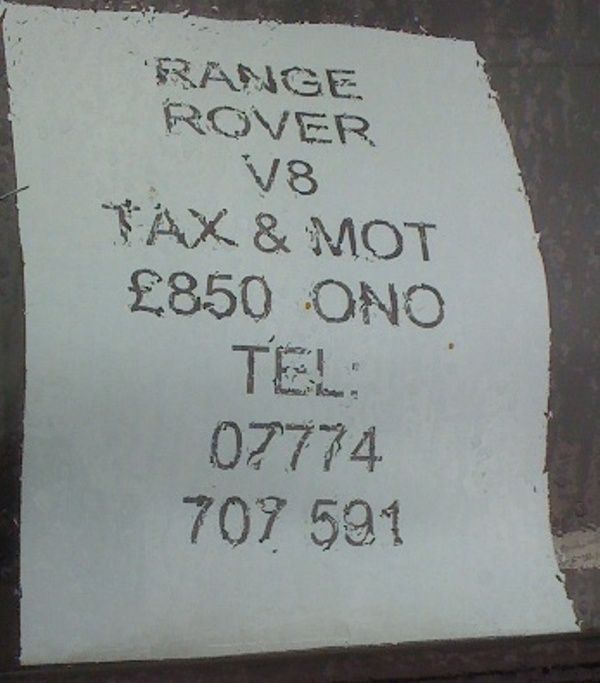 RANGE
ROVER
V8
TAX & MOT
£850 ONO
TEL:
07774
707 591